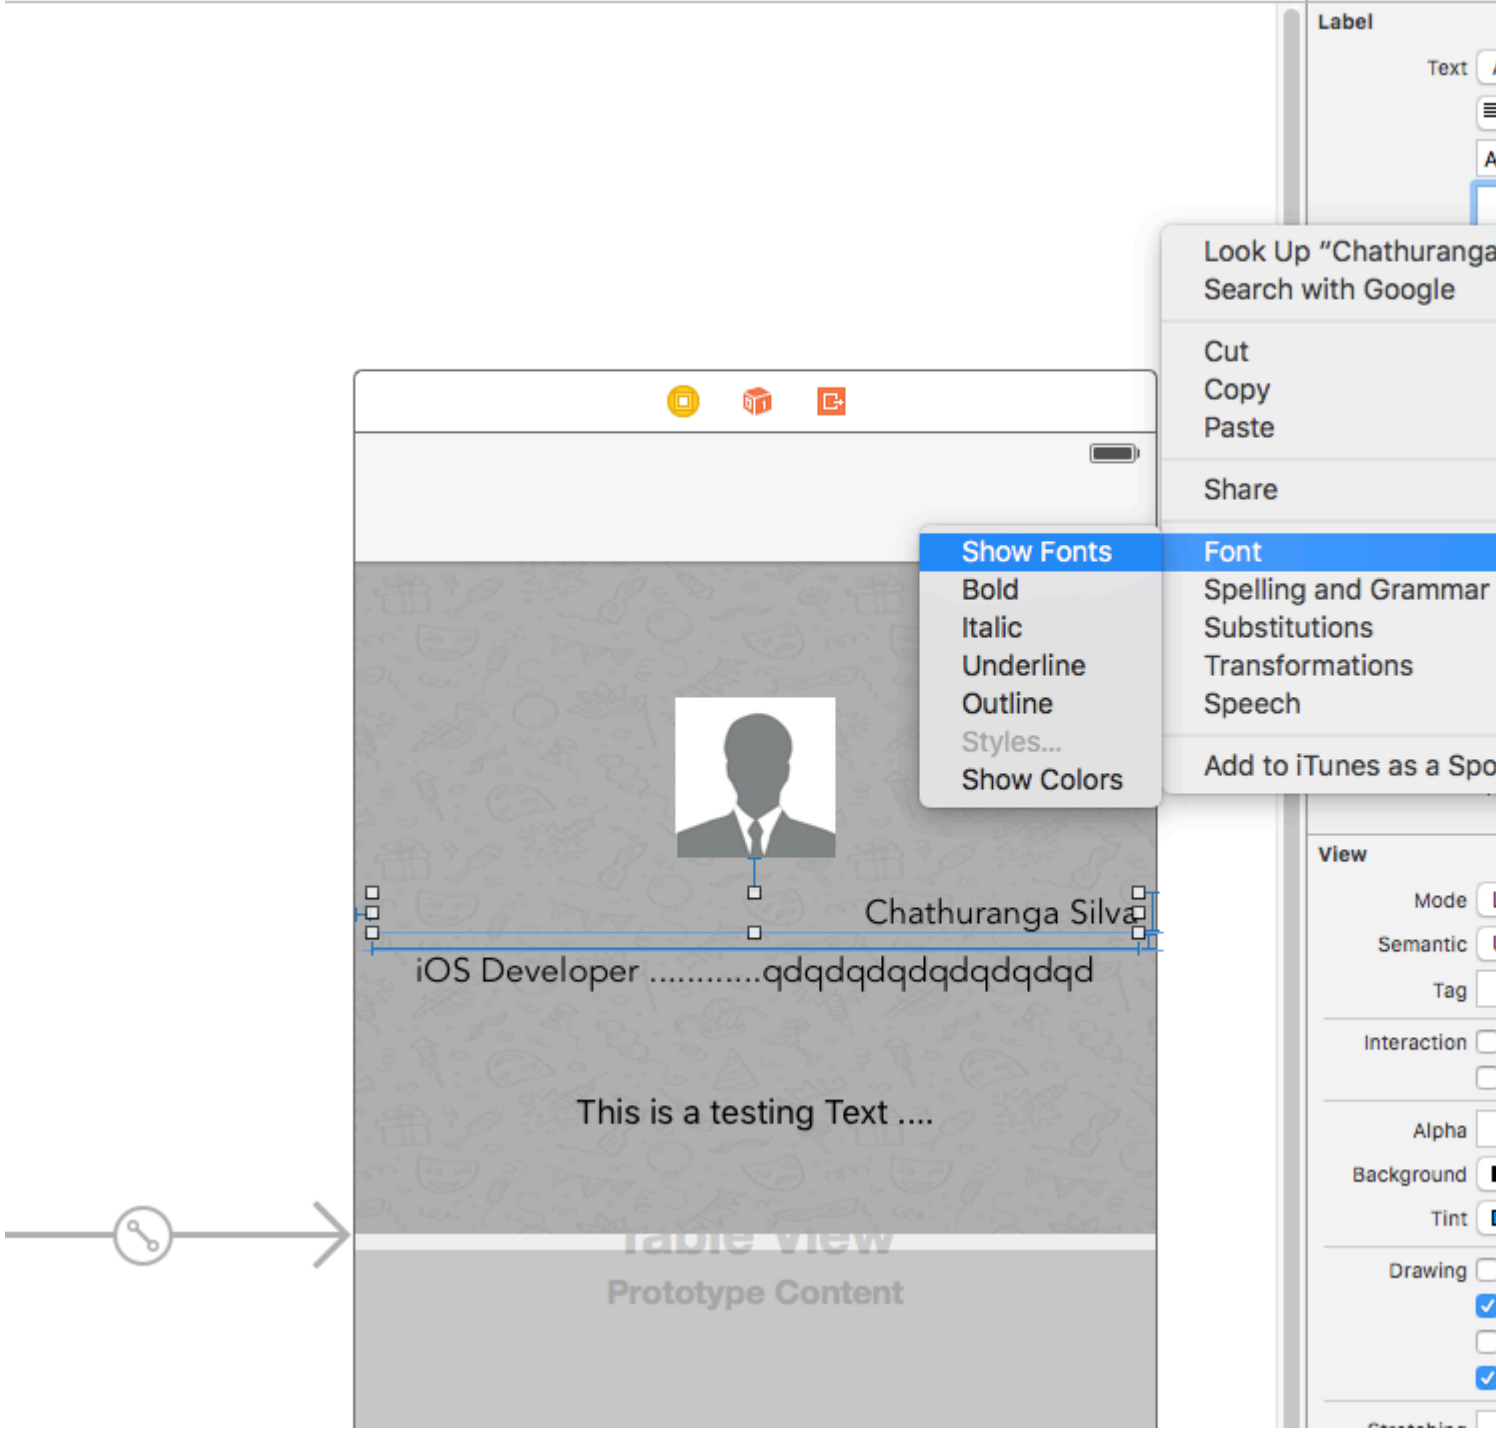 Label
Text
Look Up “Chathuranga
Search with Google
Cut
Copy
Paste
Share
Show Fonts
Font
Bold
Spelling and Grammar
Italic
Substitutions
Underline
Transformations
Outline
Speech
Styles...
Show Colors
Add to iTunes as a Spo
View
Mode
Chathuranga Silva
Semantic
iOS Developer ............qdqdqdqdqdqdqdqd
Tag
Interaction
This is a testing Text ....
Alpha
Background
Tint
Table View
Drawing
Prototype Content